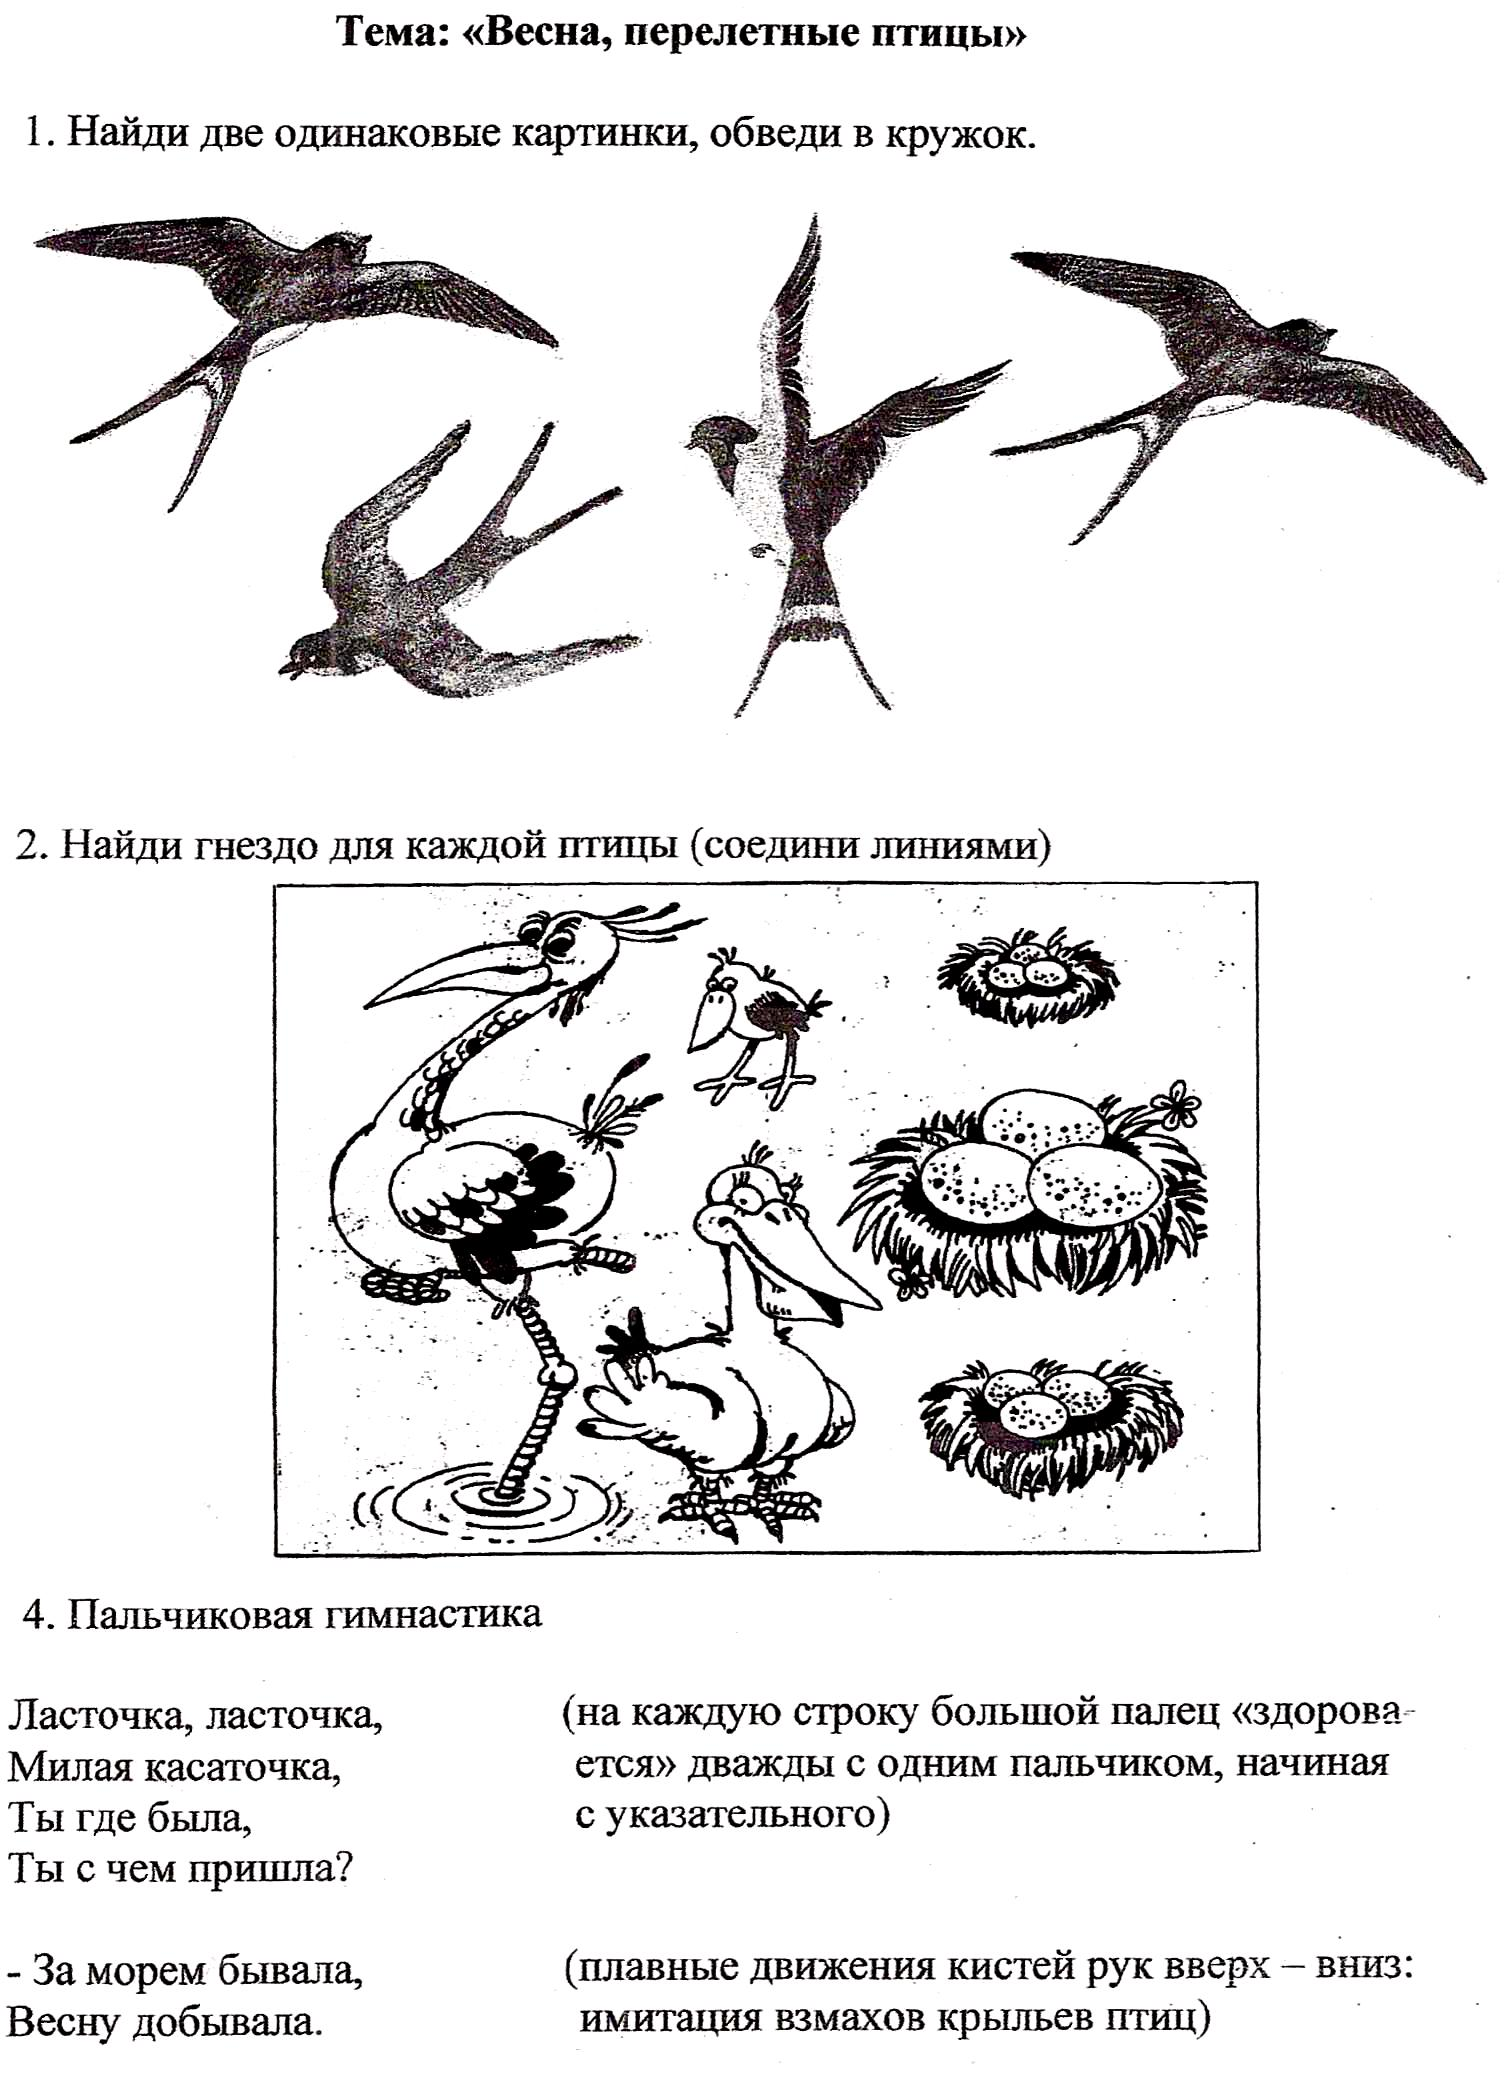 Тема: «Весна, перелетные птицы»
1. Найди две одинаковые картинки, обведи в кружок.
2. Найди гнездо для каждой птицы (соедини линиями)
4. Пальчиковая гимнастика
Ласточка, ласточка, (на каждую строку большой палец «здорова-
Милая касаточка, ется» дважды с одним пальчиком, начиная
Ты где была, с указательного)
Ты с чем пришла?
- За морем бывала, (плавные движения кистей рук вверх – вниз:
Весну добывала. имитация взмахов крыльев птиц)